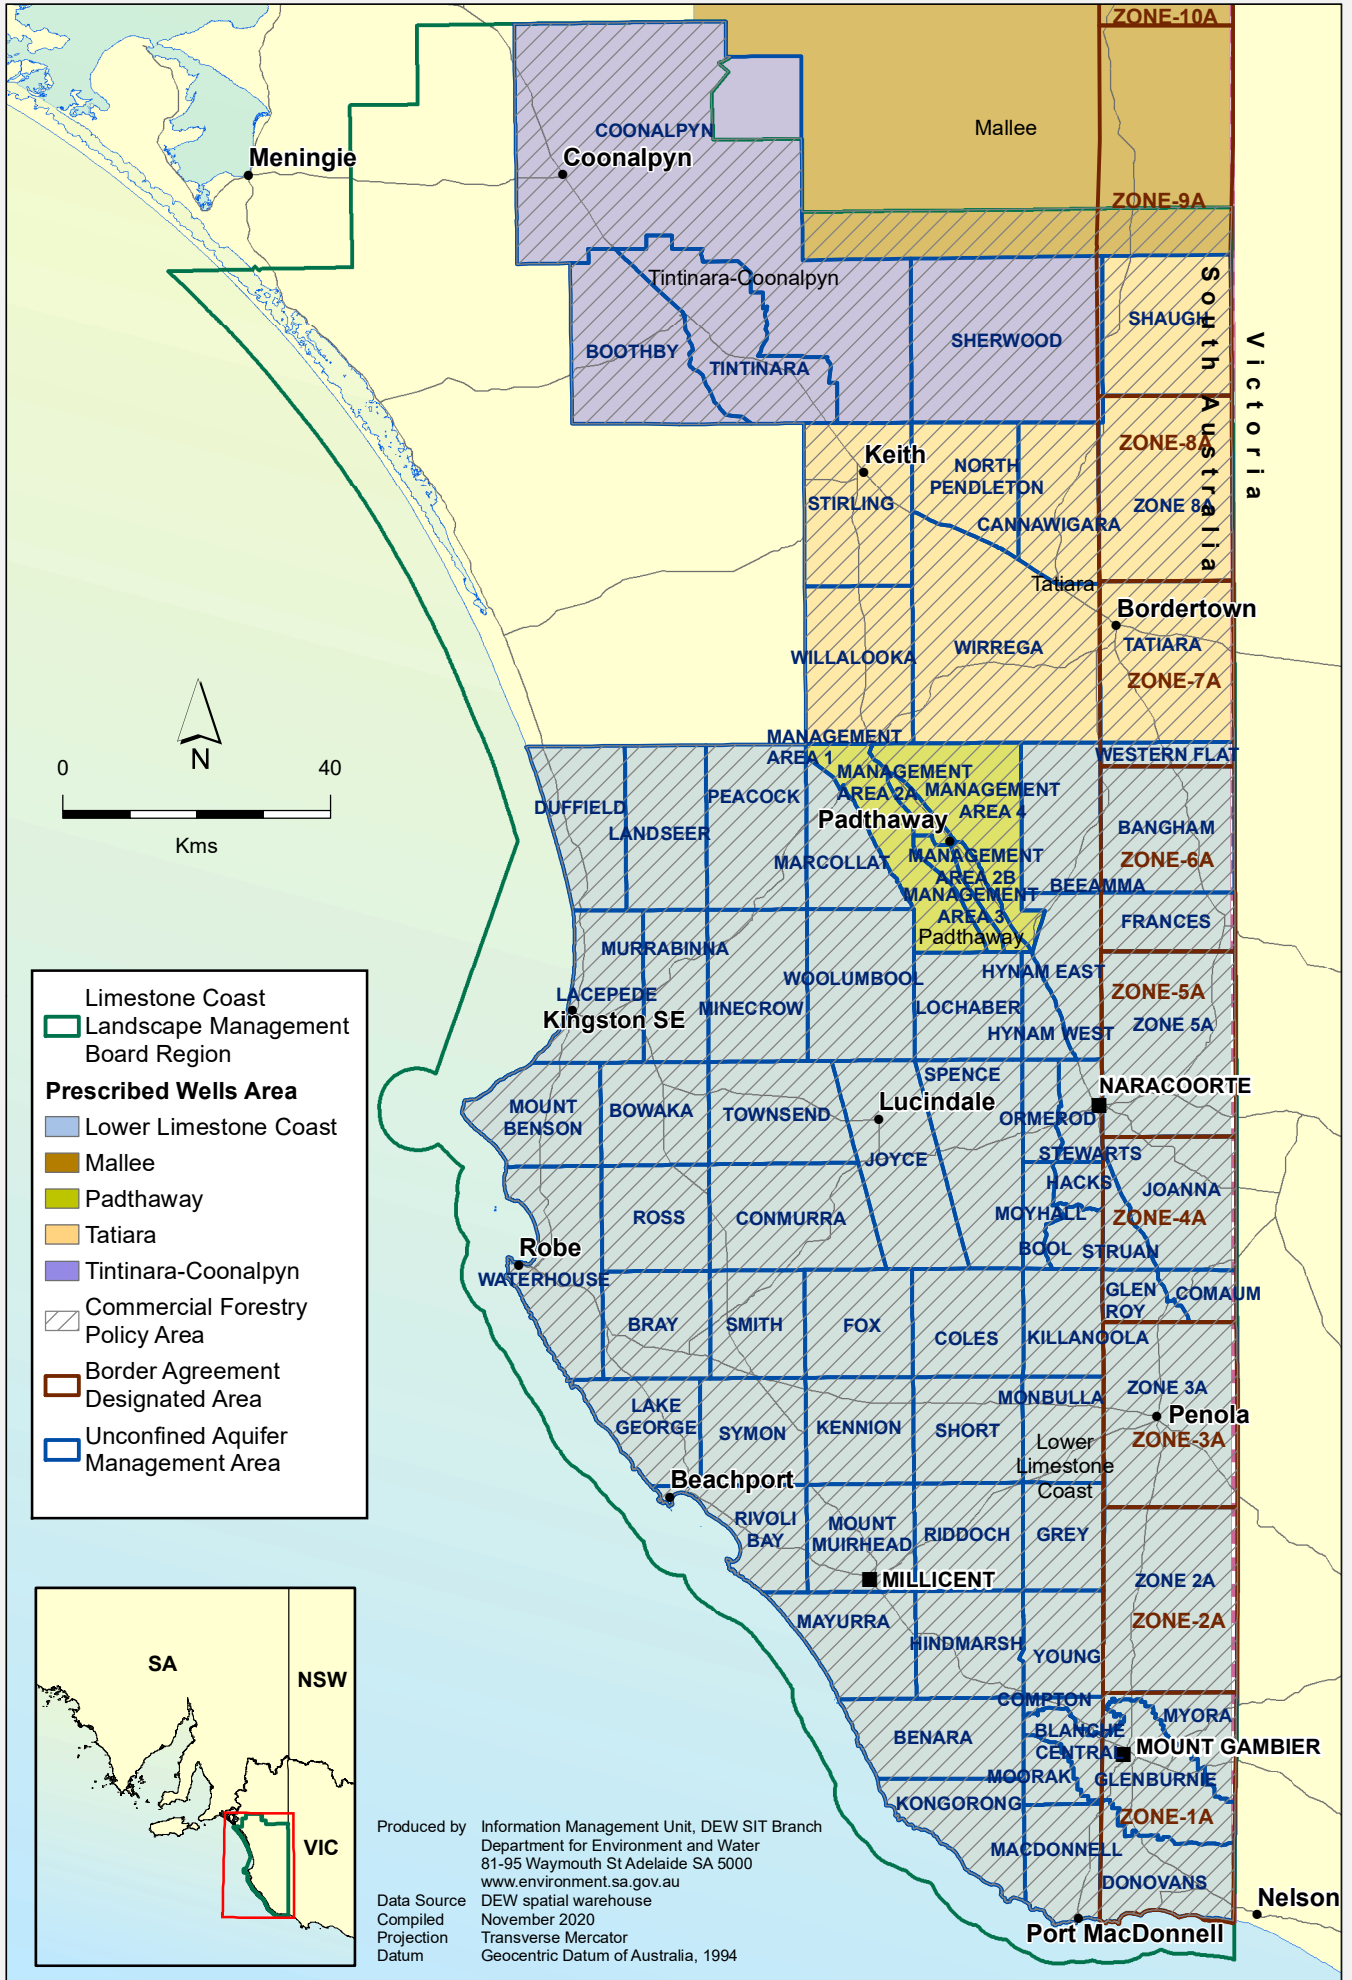 ZONE-10A
Mallee
COONALPYN
Meningie
Coonalpyn
ZONE-9A
Tintinara-Coonalpyn
SHAUGH
South Australia
Victoria
BOOTHBY
TINTINARA
SHERWOOD
ZONE-8A
Keith
NORTH
PENDLETON
STIRLING
ZONE 8A
CANNAWIGARA
Tatiara
Bordertown
TATIARA
WILLALOOKA
WIRREGA
ZONE-7A
N
0
40
Kms
MANAGEMENT
AREA 1
WESTERN FLAT
MANAGEMENT
AREA 2A
MANAGEMENT
AREA 4
DUFFIELD
PEACOCK
LANDSEER
Padthaway
BANGHAM
MARCOLLAT
MANAGEMENT
AREA 2B
ZONE-6A
BEEAMMA
MANAGEMENT
AREA 3
FRANCES
Padthaway
MURRABINNA
WOOLUMBOOL
HYNAM EAST
LACEPEDE
MINECROW
LOCHABER
ZONE-5A
Kingston SE
HYNAM WEST
ZONE 5A
SPENCE
NARACOORTE
MOUNT
BENSON
BOWAKA
TOWNSEND
Lucindale
ORMEROD
JOYCE
STEWARTS
HACKS
JOANNA
ROSS
CONMURRA
MOYHALL
ZONE-4A
Robe
BOOL
STRUAN
WATERHOUSE
GLEN
ROY
COMAUM
BRAY
SMITH
FOX
COLES
KILLANOOLA
LAKE
GEORGE
SYMON
KENNION
SHORT
MONBULLA
ZONE 3A
Penola
ZONE-3A
Lower
Limestone
Coast
Beachport
RIVOLI
BAY
MOUNT
MUIRHEAD
RIDDOCH
GREY
MILLICENT
ZONE 2A
MAYURRA
ZONE-2A
HINDMARSH
YOUNG
COMPTON
MYORA
BENARA
BLANCHE
CENTRAL
MOUNT GAMBIER
MOORAK
GLENBURNIE
KONGORONG
ZONE-1A
MACDONNELL
DONOVANS
Nelson
Port MacDonnell
Limestone Coast
Landscape Management
Board Region
Prescribed Wells Area
Lower Limestone Coast
Mallee
Padthaway
Tatiara
Tintinara-Coonalpyn
Commercial Forestry
Policy Area
Border Agreement
Designated Area
Unconfined Aquifer
Management Area
SA
NSW
VIC
Produced by Information Management Unit, DEW SIT Branch
Department for Environment and Water
81-95 Waymouth St Adelaide SA 5000
www.environment.sa.gov.au
Data Source DEW spatial warehouse
Compiled November 2020
Projection Transverse Mercator
Datum Geocentric Datum of Australia, 1994